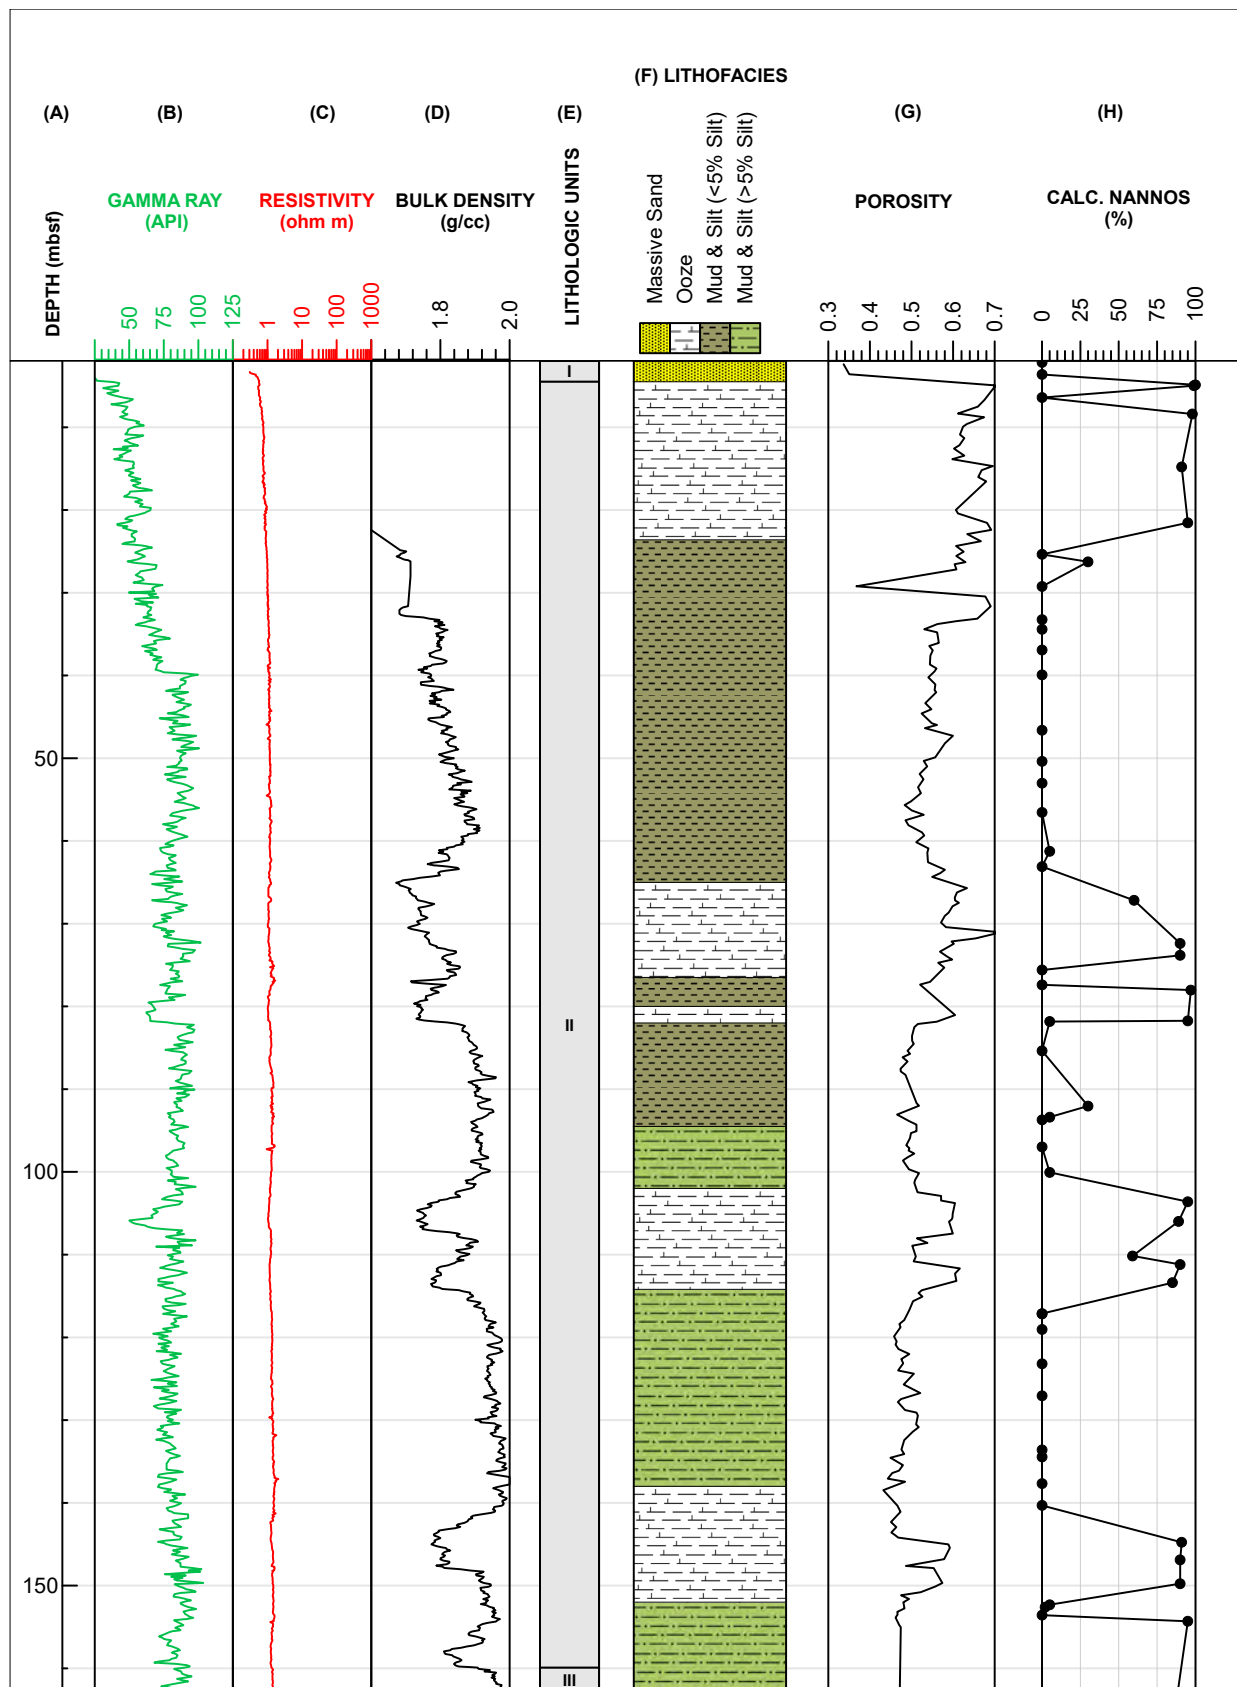 (F) LITHOFACIES
(A)
(B)
(C)
(D)
(E)
(G)
(H)
DEPTH (mbsf)
GAMMA RAY
(API)
RESISTIVITY
(ohm m)
BULK DENSITY
(g/cc)
LITHOLOGIC UNITS
Massive Sand
Ooze
Mud & Silt (<5% Silt)
Mud & Silt (>5% Silt)
POROSITY
CALC. NANNOS
(%)
50 75 100 125
1 10 100 1000
1.8 2.0
0.3 0.4 0.5 0.6 0.7
0 25 50 75 100
I
50
II
100
150
III